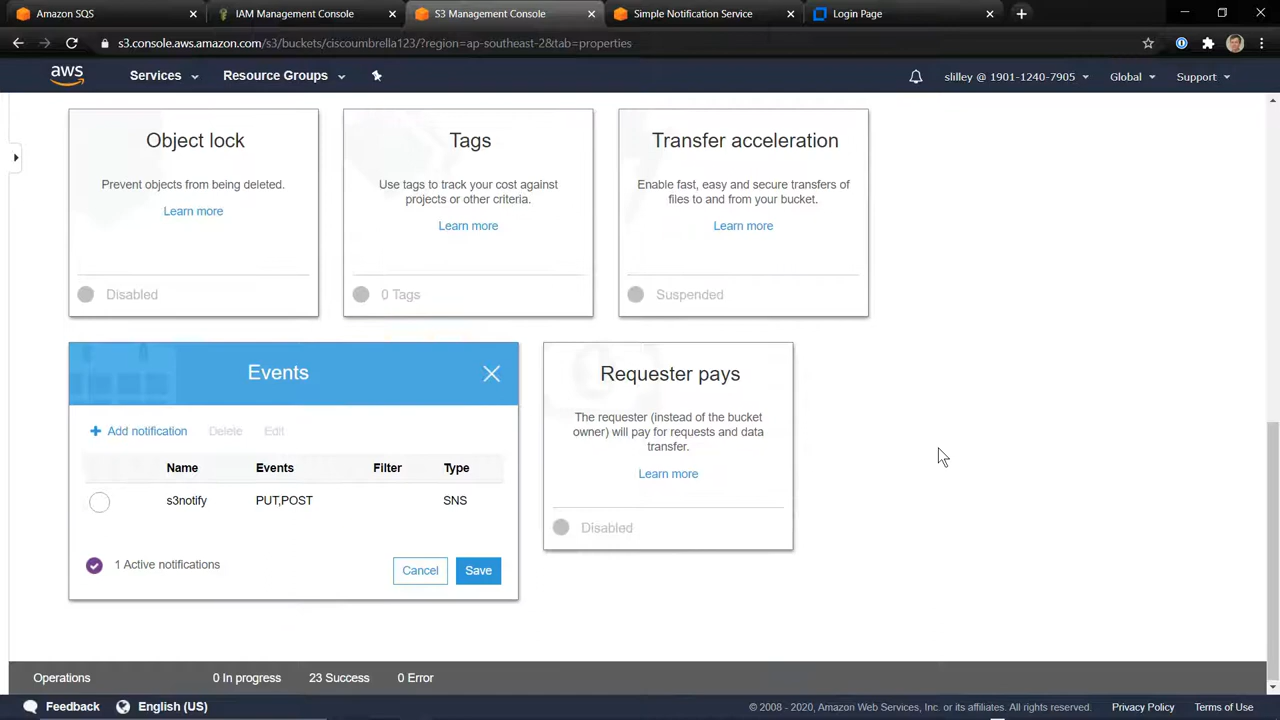 Amazon SQS
IAM Management Console
S3 Management Console
Simple Notification Service
Login Page
s3.console.aws.amazon.com/s3/buckets/ciscoumbrella123/?region=ap-southeast-2&tab=properties
aws
Services
Resource Groups
slilley @ 1901-1240-7905
Global
Support
Object lock
Prevent objects from being deleted.
Learn more
Disabled
Tags
Use tags to track your cost against
projects or other criteria.
Learn more
0 Tags
Transfer acceleration
Enable fast, easy and secure transfers of
files to and from your bucket.
Learn more
Suspended
Events
Add notification
Delete
Edit
Name
Events
Filter
Type
s3notify
PUT,POST
SNS
1 Active notifications
Cancel
Save
Requester pays
The requester (instead of the bucket
owner) will pay for requests and data
transfer.
Learn more
Disabled
Operations
0 In progress
23 Success
0 Error
Feedback
English (US)
© 2008 - 2020, Amazon Web Services, Inc. or its affiliates. All rights reserved.
Privacy Policy
Terms of Use